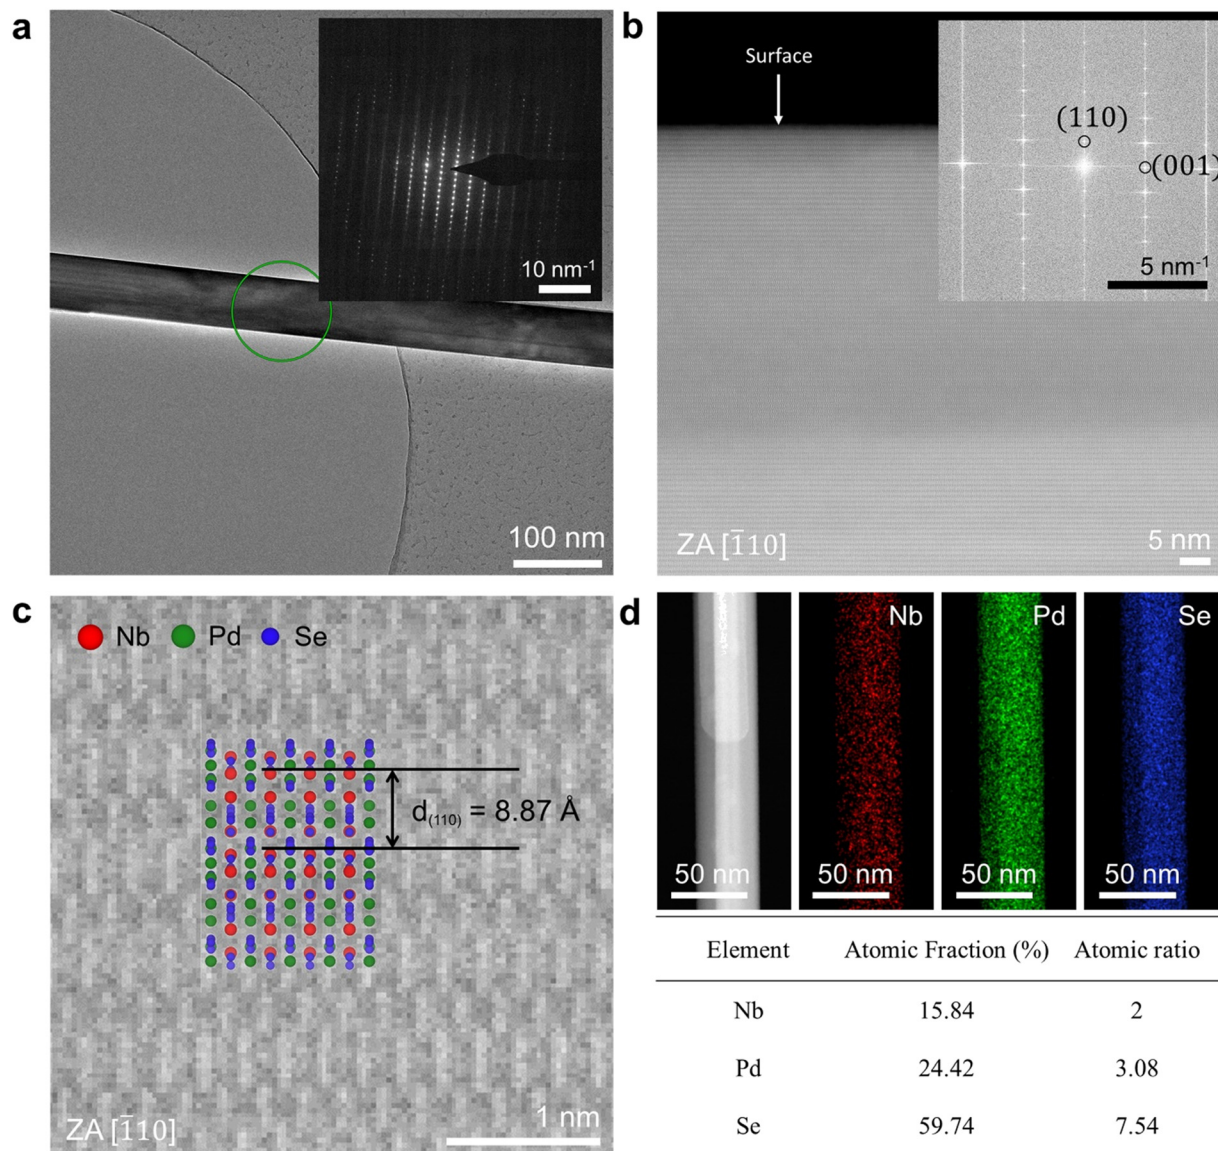 a
10 nm⁻¹
100 nm
b
Surface
(110)
(001)
5 nm⁻¹
ZA [1̅10]
5 nm
c
Nb Pd Se
d₍₁₁₀₎ = 8.87 Å
ZA [1̅10]
1 nm
d
Nb Pd Se
50 nm 50 nm 50 nm 50 nm
Element Atomic Fraction (%) Atomic ratio
Nb 15.84 2
Pd 24.42 3.08
Se 59.74 7.54